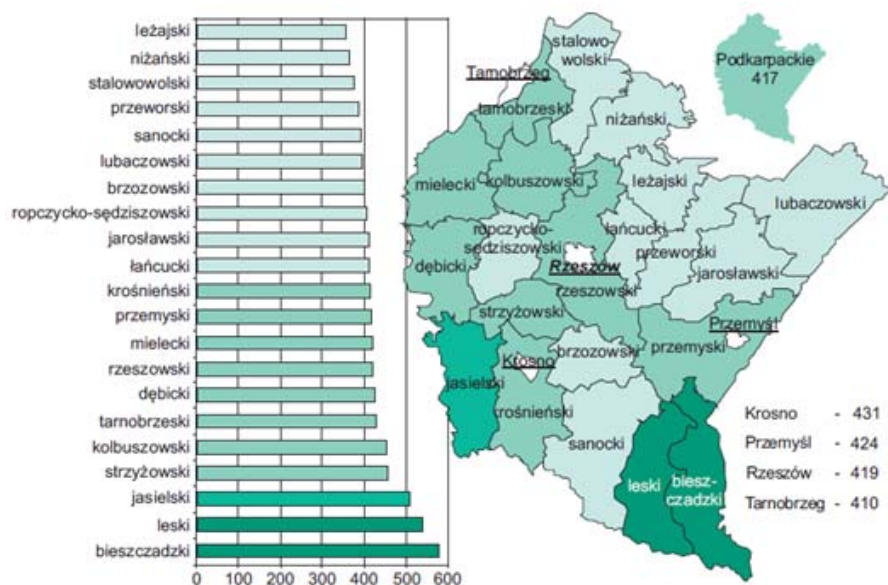 leżajski
niżański
stalowowolski
przeworski
sanocki
lubaczowski
brzozowski
ropczycko-sędziszowski
jarosławski
łańcucki
krośnieński
przemyski
mielecki
rzeszowski
dębicki
tarnobrzeski
kolbuszowski
strzyżowski
jasielski
leski
bieszczadzki
0 100 200 300 400 500 600
stalowo-
wolski
Tarnobrzeg
tarnobrzeski
niżański
Podkarpackie
417
mielecki
kolbuszowski
leżajski
lubaczowski
ropczycko-
sędziszowski
łańcucki
przeworski
jarosławski
dębicki
Rzeszów
rzeszowski
strzyżowski
Przemyśl
przemyski
Krosno
brzozowski
jasielski
krośnieński
sanocki
leski
biesz-
czadzki
Krosno - 431
Przemyśl - 424
Rzeszów - 419
Tarnobrzeg - 410